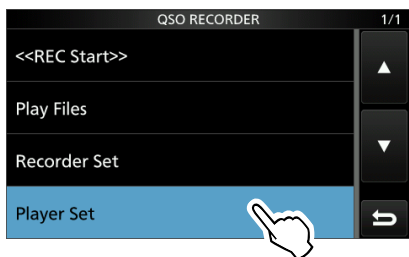 QSO RECORDER 1/1
<<REC Start>>
Play Files
Recorder Set
Player Set